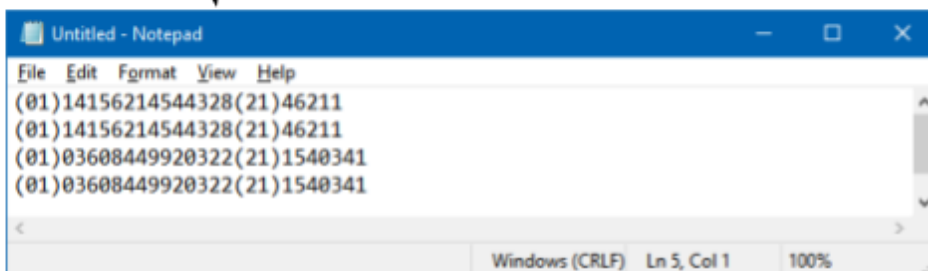 Untitled - Notepad
File Edit Format View Help
(01)14156214544328(21)46211
(01)14156214544328(21)46211
(01)03608449920322(21)1540341
(01)03608449920322(21)1540341
Windows (CRLF) Ln 5, Col 1 100%